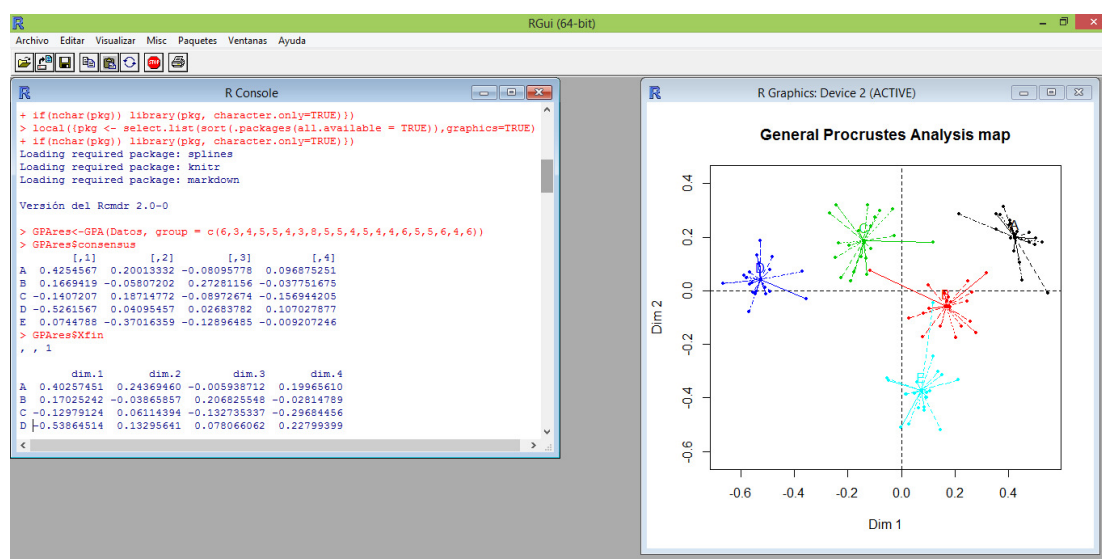 RGui (64-bit)
Archivo Editar Visualizar Misc Paquetes Ventanas Ayuda
STOP
R Console
+ if(nchar(pkg)) library(pkg, character.only=TRUE)})
> local({pkg <- select.list(sort(.packages(all.available = TRUE)),graphics=TRUE)
+ if(nchar(pkg)) library(pkg, character.only=TRUE)})
Loading required package: splines
Loading required package: knitr
Loading required package: markdown
Versión del Rcmdr 2.0-0
> GPAres<-GPA(Datos, group = c(6,3,4,5,5,4,3,8,5,5,4,5,4,4,6,5,5,6,4,6))
> GPAres$consensus
[,1] [,2] [,3] [,4]
A 0.4254567 0.20013332 -0.08095778 0.096875251
B 0.1669419 -0.05807202 0.27281156 -0.037751675
C -0.1407207 0.18714772 -0.08972674 -0.156944205
D -0.5261567 0.04095457 0.02683782 0.107027877
E 0.0744788 -0.37016359 -0.12896485 -0.009207246
> GPAres$Xfin
, , 1
dim.1 dim.2 dim.3 dim.4
A 0.40257451 0.24369460 -0.005938712 0.19965610
B 0.17025242 -0.03865857 0.206825548 -0.02814789
C -0.12979124 0.06114394 -0.132735337 -0.29684456
D -0.53864514 0.13295641 0.078066062 0.22799399
R Graphics: Device 2 (ACTIVE)
General Procrustes Analysis map
0.4
0.2
0.0
-0.2
-0.4
-0.6
Dim 2
-0.6 -0.4 -0.2 0.0 0.2 0.4
Dim 1